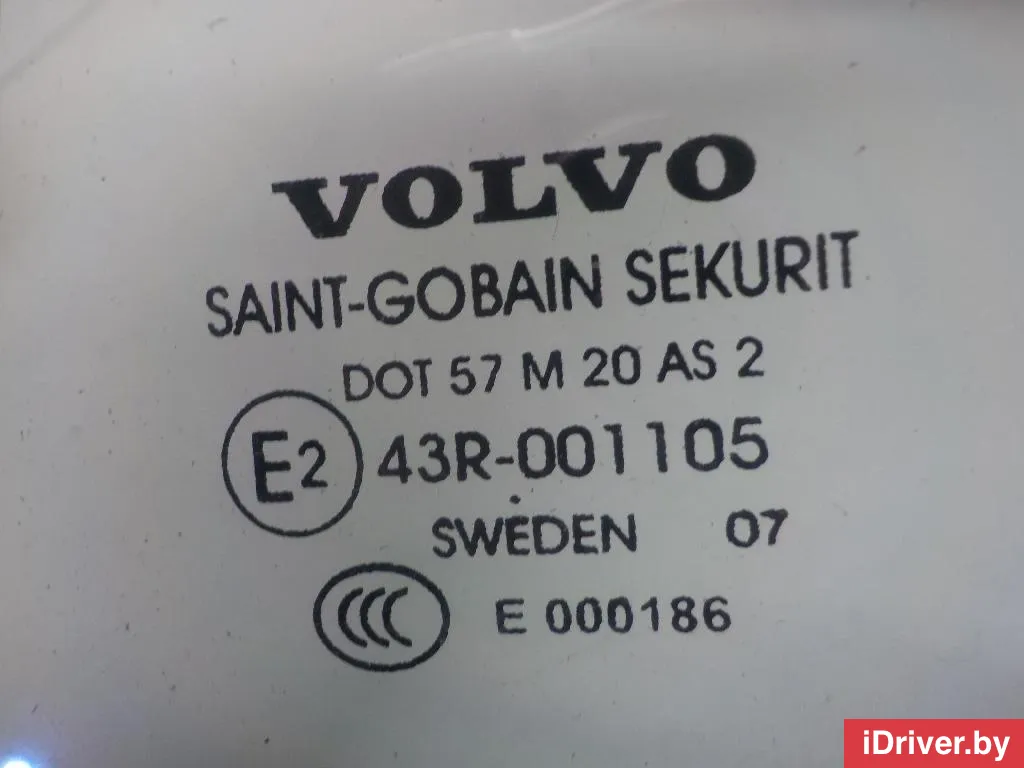 VOLVO
SAINT-GOBAIN SEKURIT
DOT 57 M 20 AS 2
E2 43R-001105
SWEDEN 07
CCC E 000186
iDriver.by